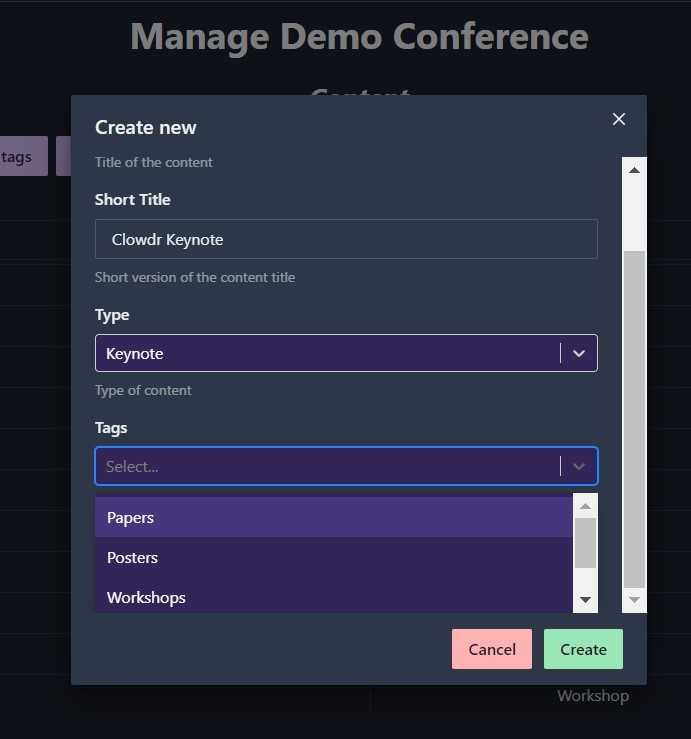 Manage Demo Conference
Content
tags
Create new
Title of the content
Short Title
Clowdr Keynote
Short version of the content title
Type
Keynote
Type of content
Tags
Select...
Papers
Posters
Workshops
Cancel
Create
Workshop